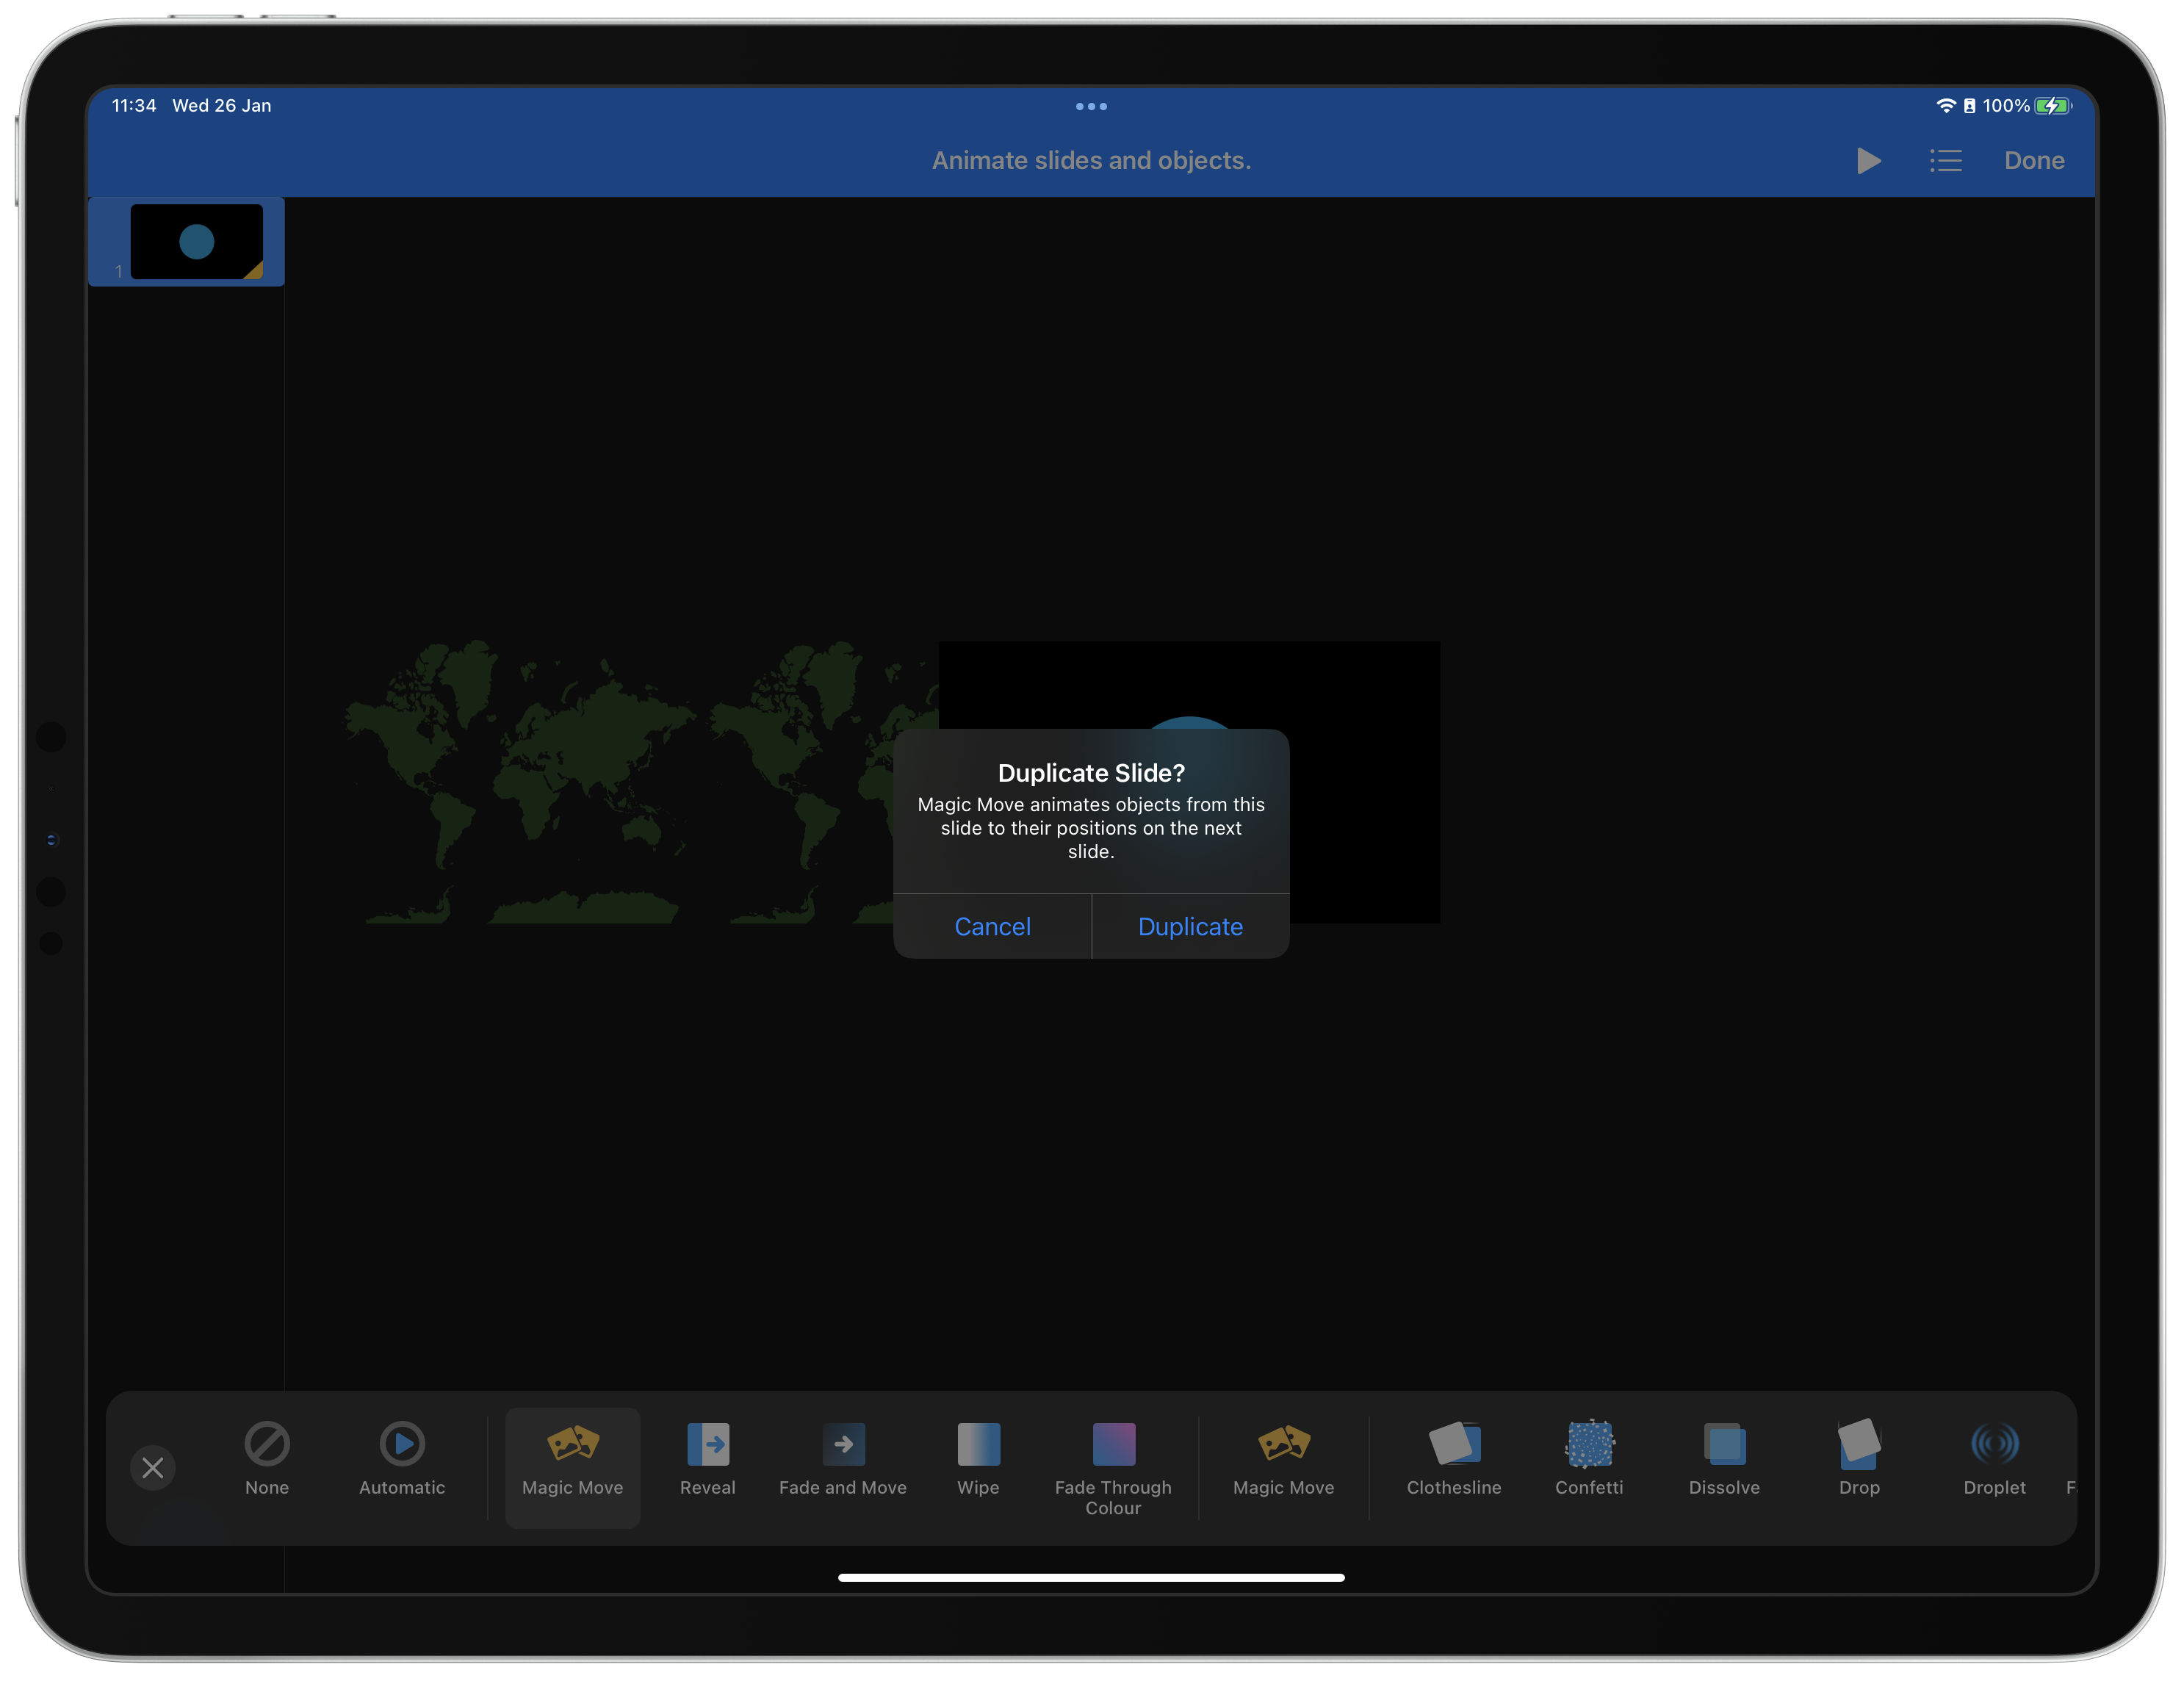 11:34 Wed 26 Jan
100%
Animate slides and objects.
Done
1
Duplicate Slide?
Magic Move animates objects from this
slide to their positions on the next
slide.
Cancel
Duplicate
None
Automatic
Magic Move
Reveal
Fade and Move
Wipe
Fade Through
Colour
Magic Move
Clothesline
Confetti
Dissolve
Drop
Droplet